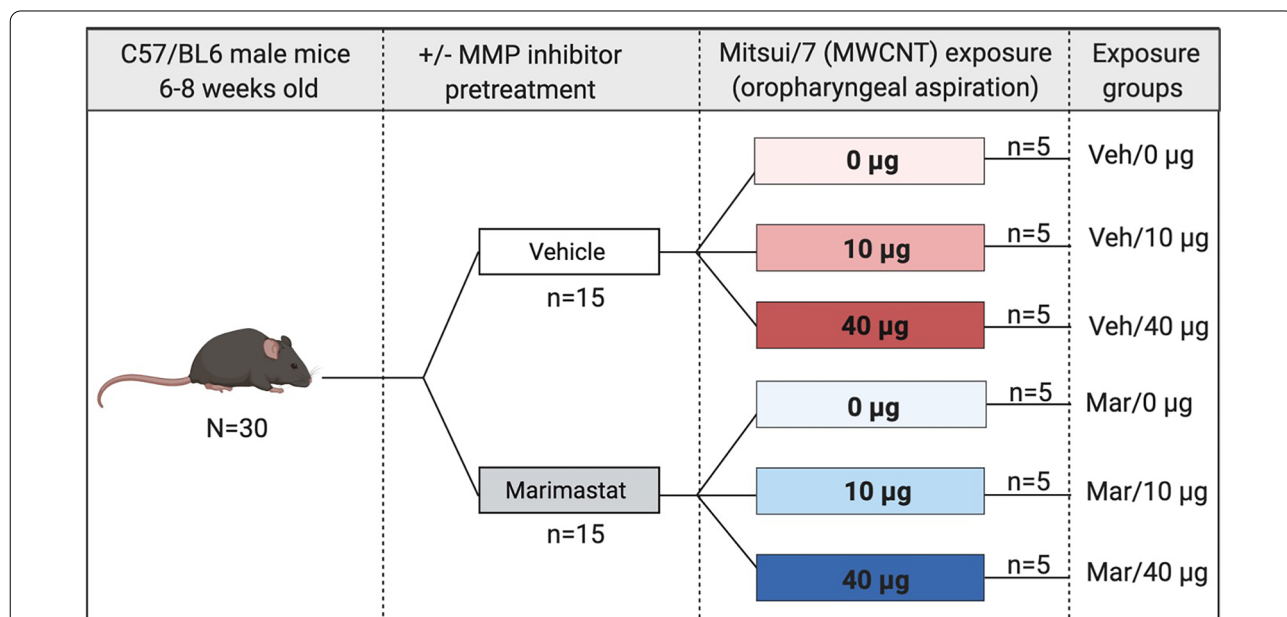 C57/BL6 male mice
6-8 weeks old
+/- MMP inhibitor
pretreatment
Mitsui/7 (MWCNT) exposure
(oropharyngeal aspiration)
Exposure
groups
N=30
Vehicle
n=15
Marimastat
n=15
0 µg
n=5
Veh/0 µg
10 µg
n=5
Veh/10 µg
40 µg
n=5
Veh/40 µg
0 µg
n=5
Mar/0 µg
10 µg
n=5
Mar/10 µg
40 µg
n=5
Mar/40 µg